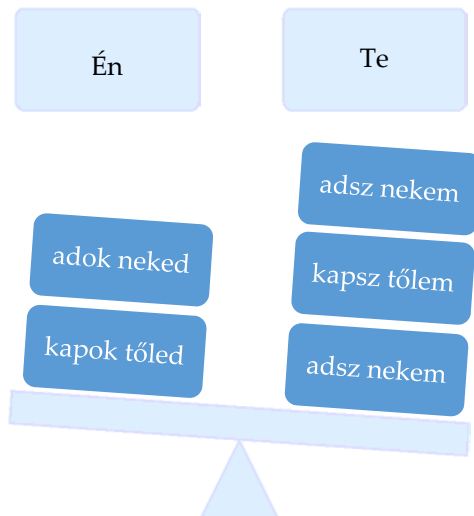 Én
Te
adsz nekem
adok neked
kapsz tőlem
kapok tőled
adsz nekem